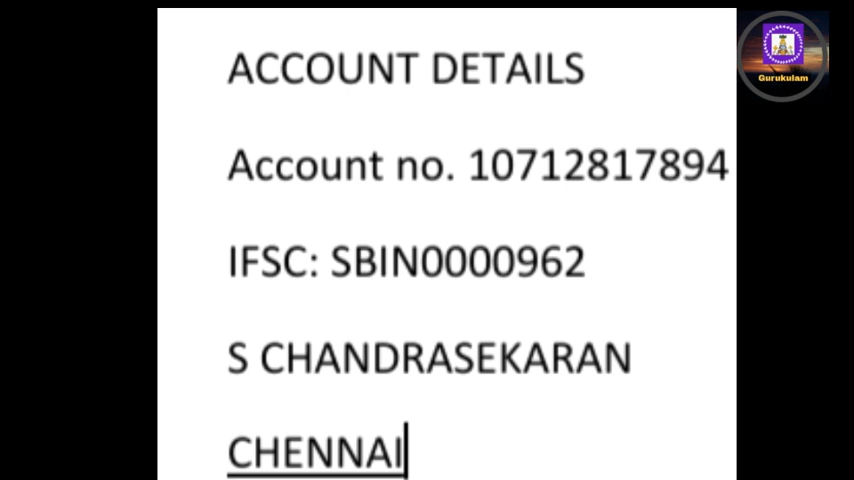 ACCOUNT DETAILS
Gurukulam
Account no. 10712817894
IFSC: SBIN0000962
S CHANDRASEKARAN
CHENNAI